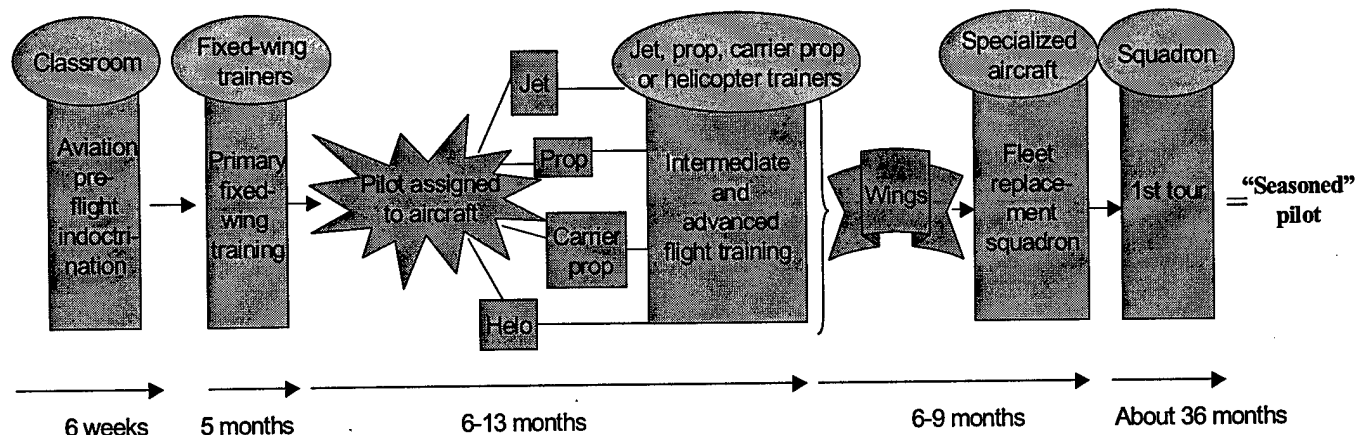 Classroom
Aviation
pre-
flight
indoctri-
nation
Fixed-wing
trainers
Primary
fixed-
wing
training
Pilot assigned
to aircraft
Jet
Prop
Carrier
prop
Helo
Jet, prop, carrier prop
or helicopter trainers
Intermediate
and
advanced
flight training
Wings
Specialized
aircraft
Fleet
replace-
ment
squadron
Squadron
1st tour
= “Seasoned”
pilot
6 weeks
5 months
6-13 months
6-9 months
About 36 months